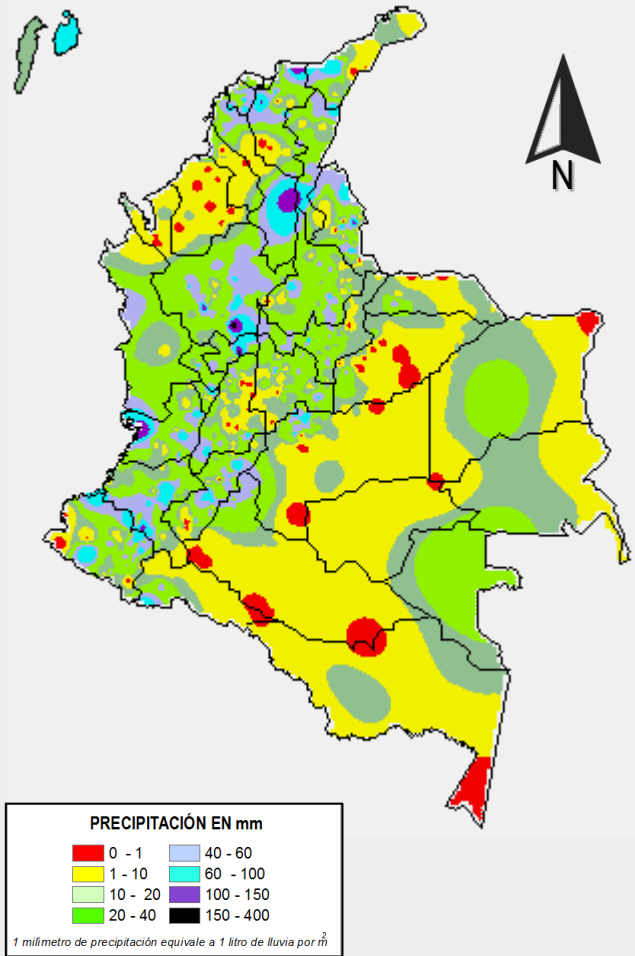 N
PRECIPITACIÓN EN mm
0 - 1
1 - 10
10 - 20
20 - 40
40 - 60
60 - 100
100 - 150
150 - 400
1 milimetro de precipitación equivale a 1 litro de lluvia por m²